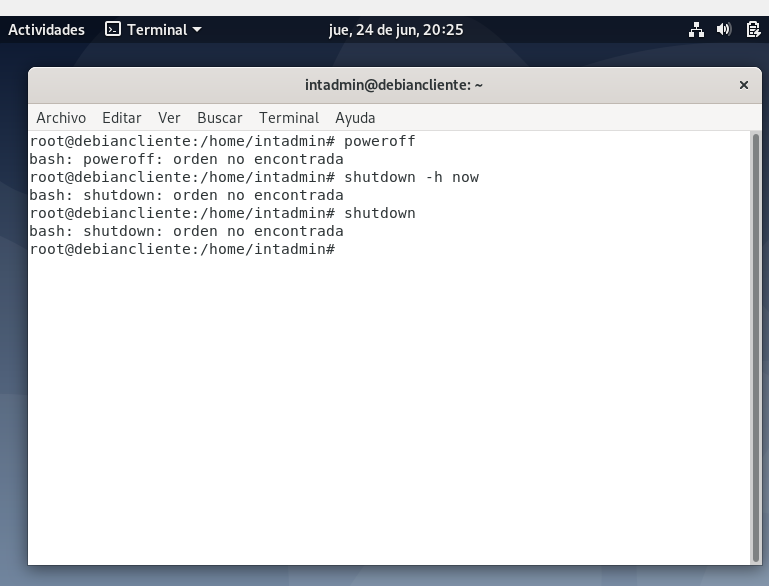 Actividades Terminal jue, 24 de jun, 20:25
intadmin@debiancliente: ~ ×
Archivo Editar Ver Buscar Terminal Ayuda
root@debiancliente:/home/intadmin# poweroff
bash: poweroff: orden no encontrada
root@debiancliente:/home/intadmin# shutdown -h now
bash: shutdown: orden no encontrada
root@debiancliente:/home/intadmin# shutdown
bash: shutdown: orden no encontrada
root@debiancliente:/home/intadmin#